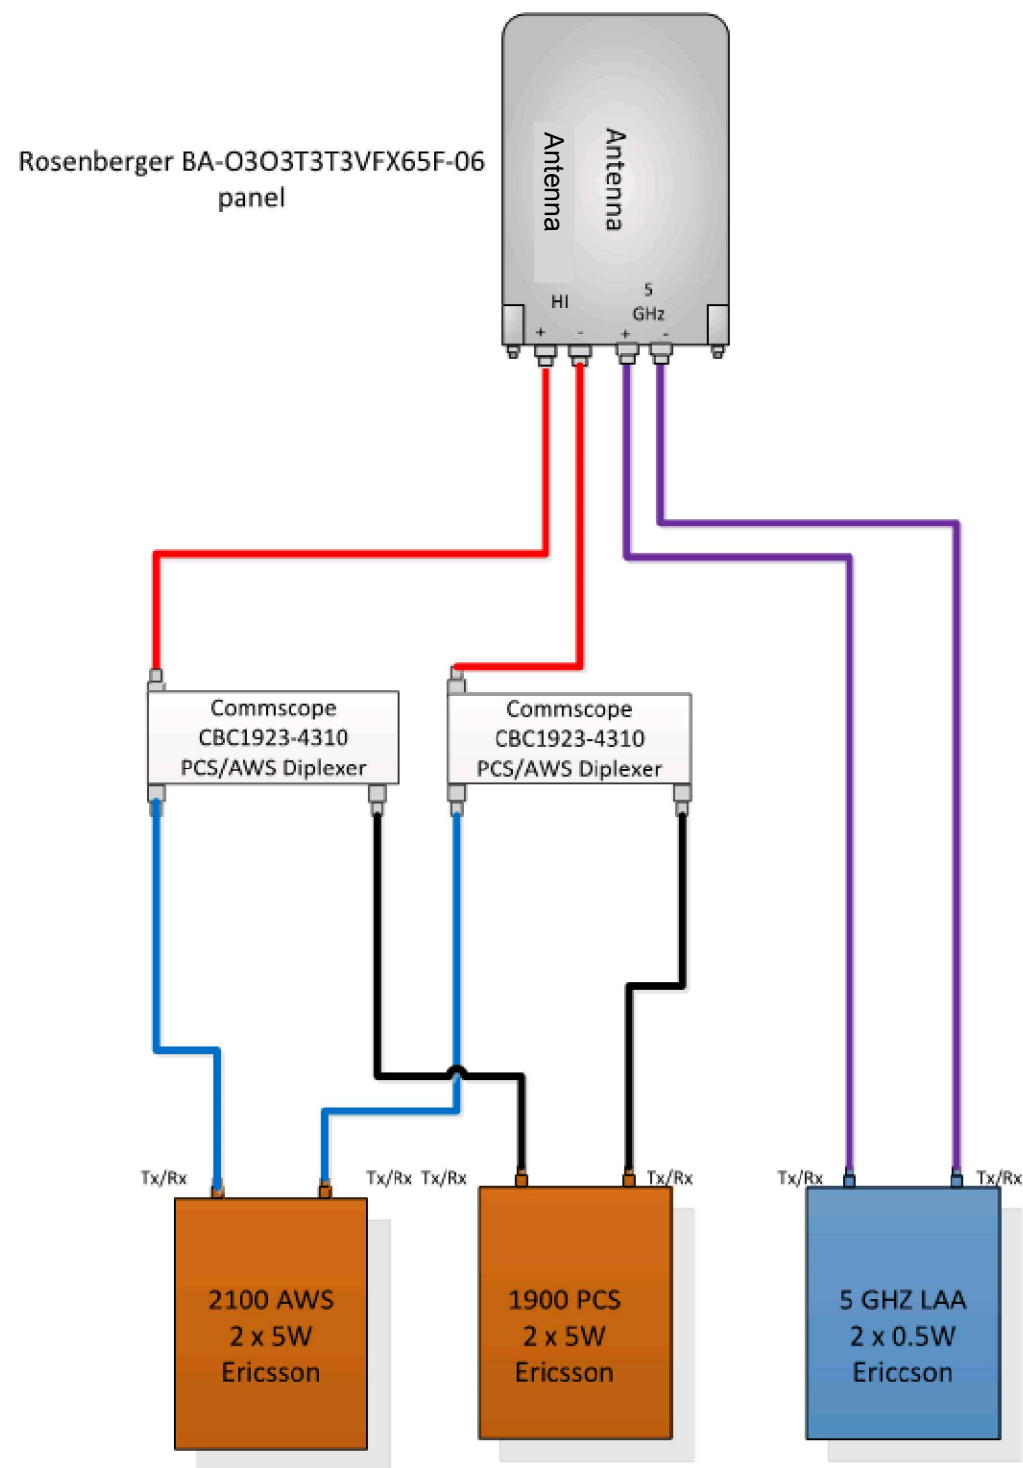 Rosenberger BA-O3O3T3T3VFX65F-06
panel
Antenna
Antenna
HI
5
GHz
+
-
+
-
Commscope
CBC1923-4310
PCS/AWS Diplexer
Commscope
CBC1923-4310
PCS/AWS Diplexer
Tx/Rx
Tx/Rx
Tx/Rx
Tx/Rx
Tx/Rx
Tx/Rx
2100 AWS
2 x 5W
Ericsson
1900 PCS
2 x 5W
Ericsson
5 GHZ LAA
2 x 0.5W
Ericcson